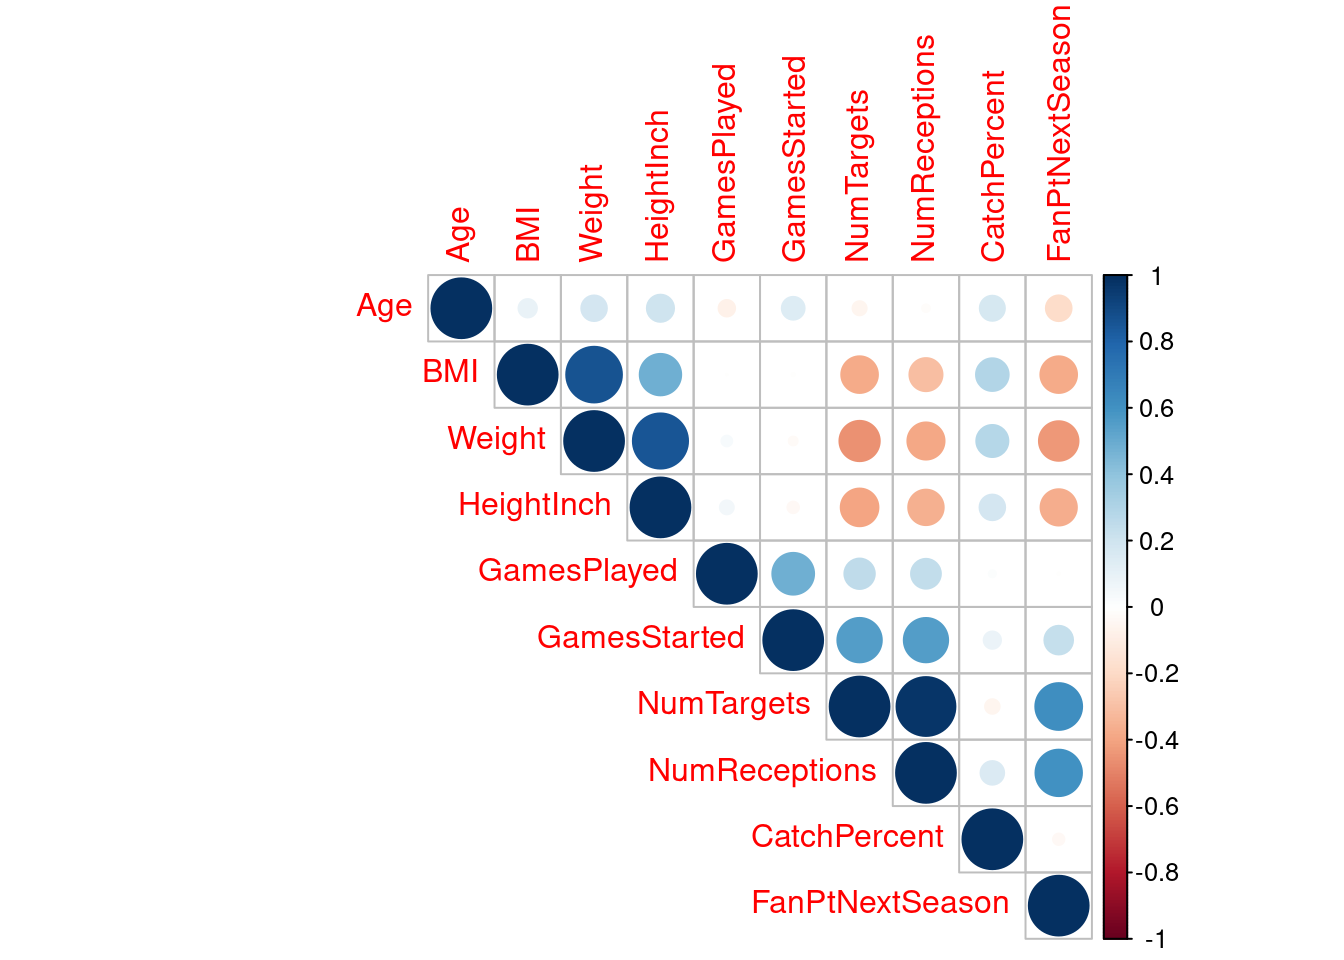 Age
BMI
Weight
HeightInch
GamesPlayed
GamesStarted
NumTargets
NumReceptions
CatchPercent
FanPtNextSeason
Age
BMI
Weight
HeightInch
GamesPlayed
GamesStarted
NumTargets
NumReceptions
CatchPercent
FanPtNextSeason
1
0.8
0.6
0.4
0.2
0
-0.2
-0.4
-0.6
-0.8
-1